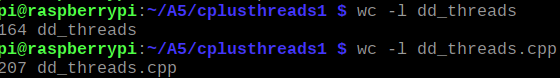 pi@raspberrypi:~/A5/cplusthreads1 $ wc -l dd_threads
164 dd_threads
pi@raspberrypi:~/A5/cplusthreads1 $ wc -l dd_threads.cpp
207 dd_threads.cpp